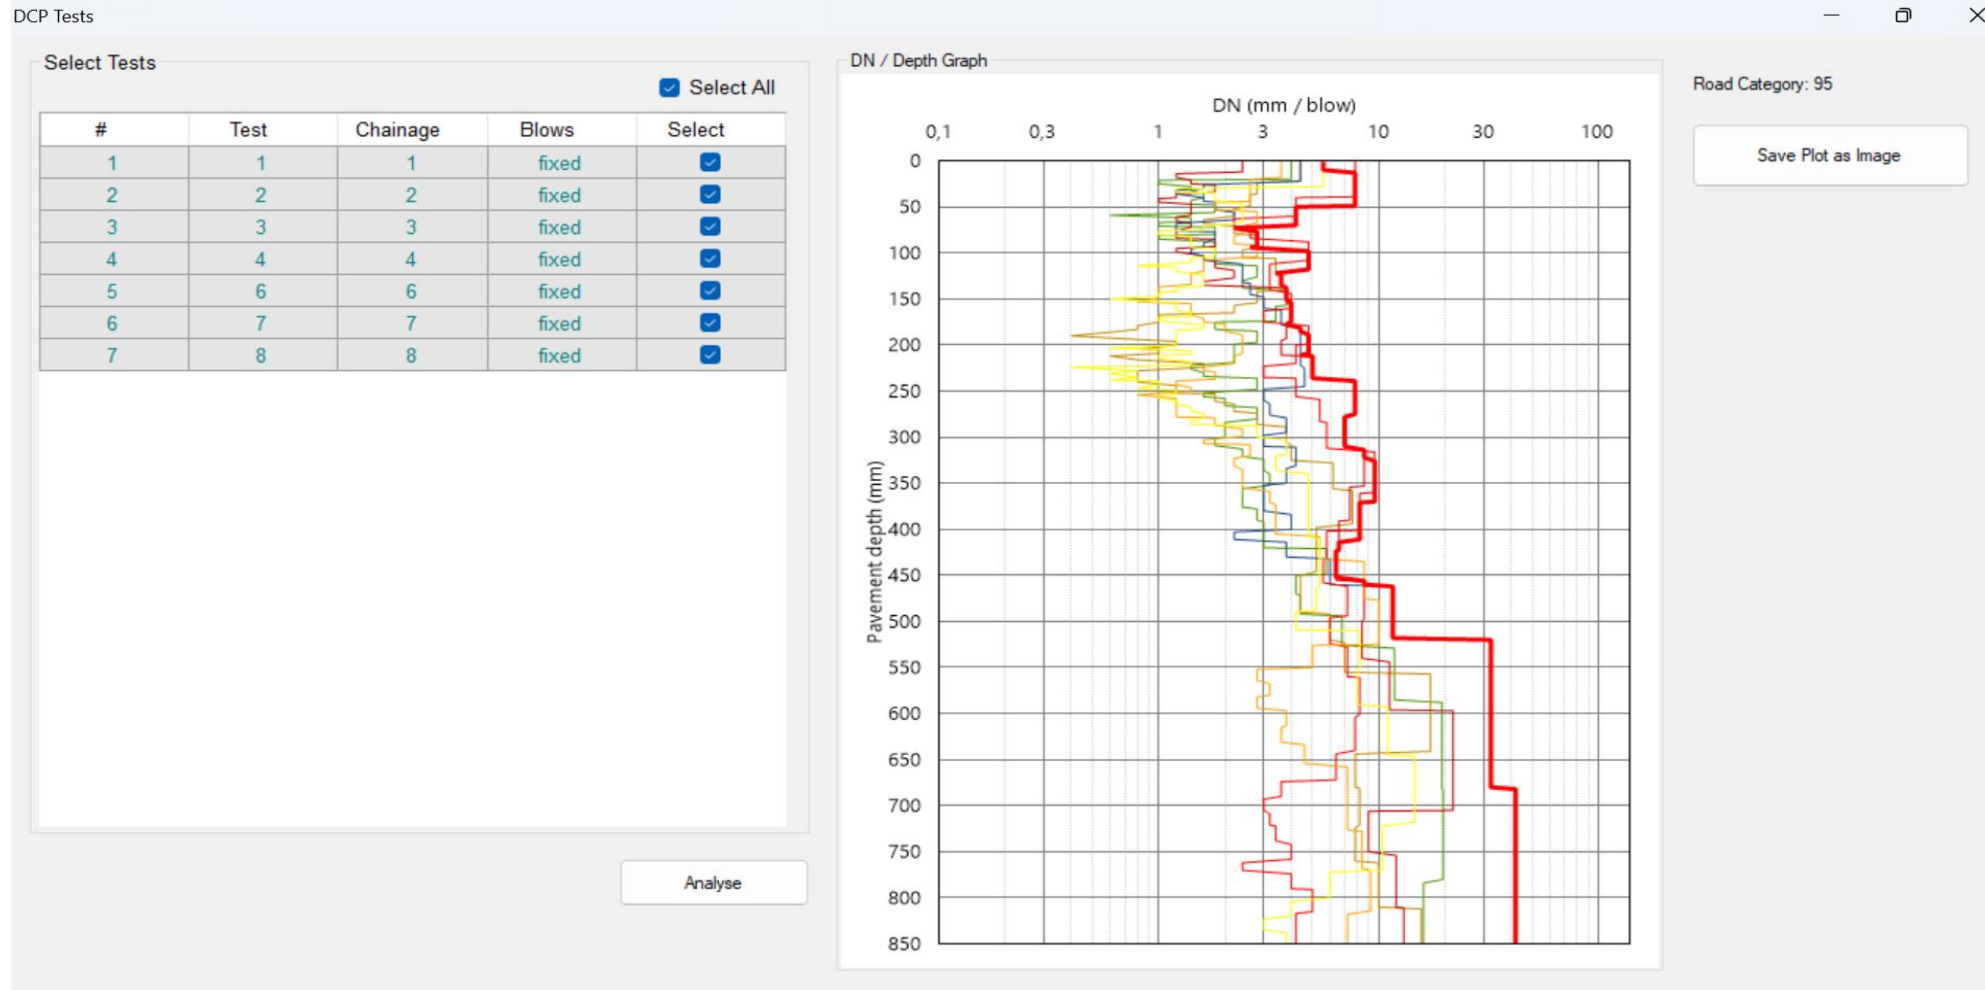 DCP Tests
Select Tests
Select All
# Test Chainage Blows Select
1 1 1 fixed
2 2 2 fixed
3 3 3 fixed
4 4 4 fixed
5 6 6 fixed
6 7 7 fixed
7 8 8 fixed
Analyse
DN / Depth Graph
DN (mm / blow)
0,1 0,3 1 3 10 30 100
Pavement depth (mm)
0
50
100
150
200
250
300
350
400
450
500
550
600
650
700
750
800
850
Road Category: 95
Save Plot as Image